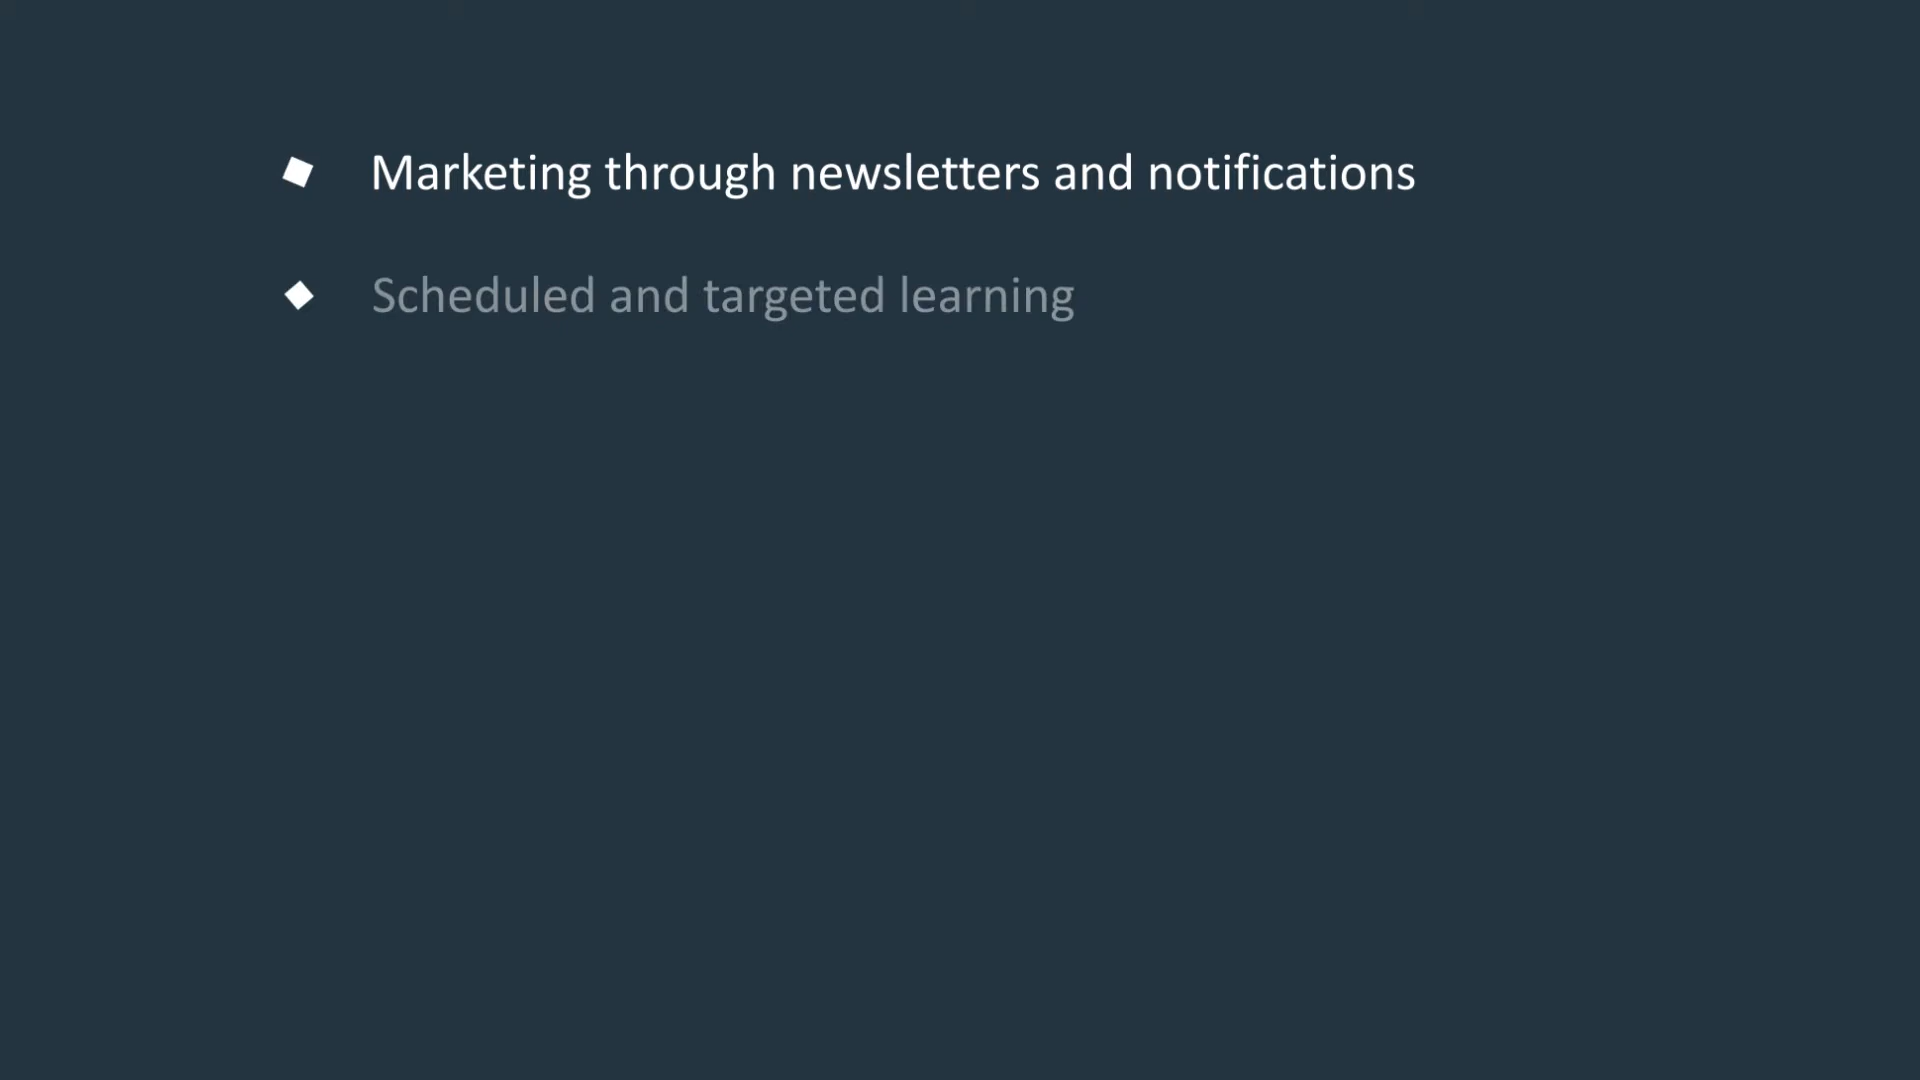 Marketing through newsletters and notifications
Scheduled and targeted learning